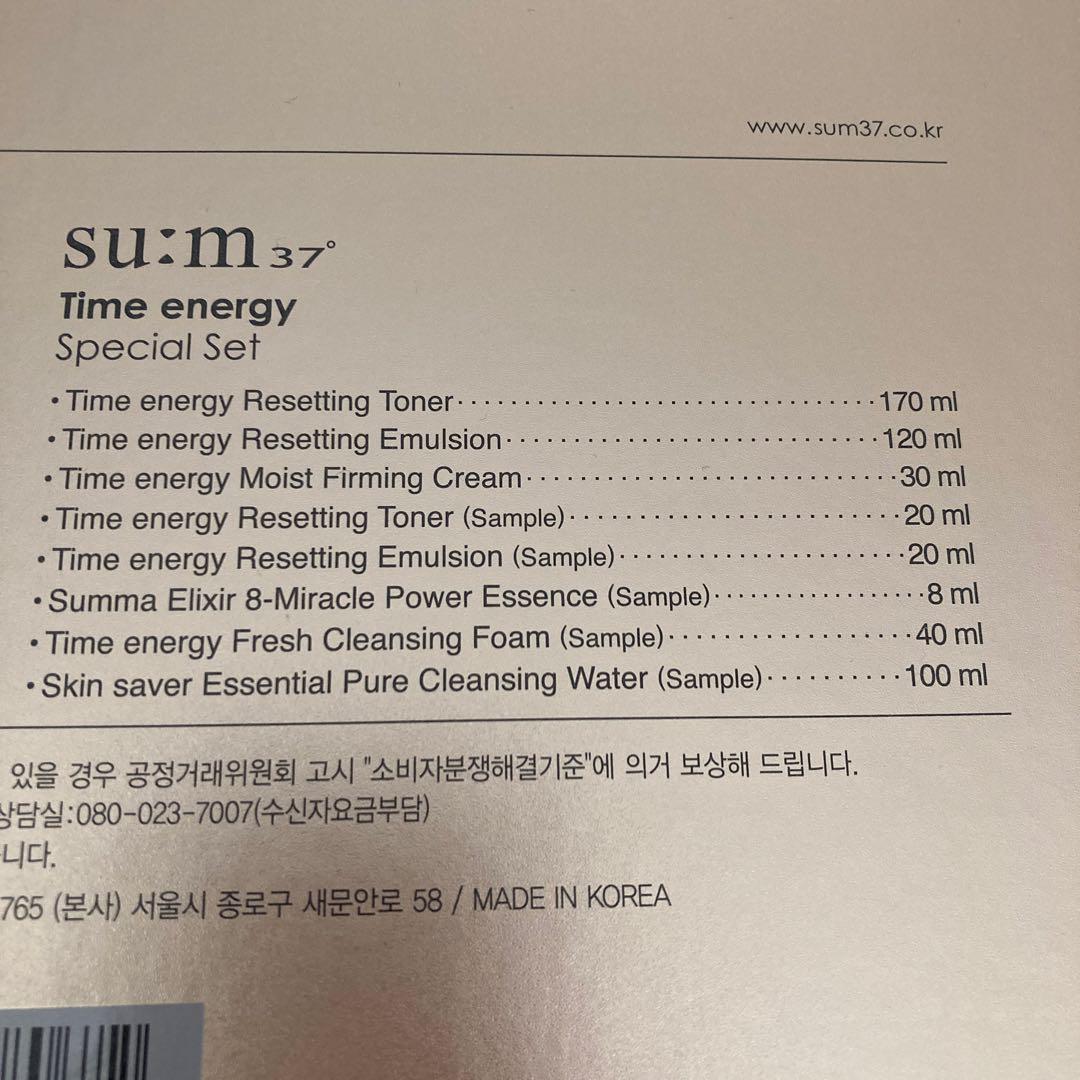 www.sum37.co.kr
su:m37°
Time energy
Special Set
• Time energy Resetting Toner 170 ml
• Time energy Resetting Emulsion 120 ml
• Time energy Moist Firming Cream 30 ml
• Time energy Resetting Toner (Sample) 20 ml
• Time energy Resetting Emulsion (Sample) 20 ml
• Summa Elixir 8-Miracle Power Essence (Sample) 8 ml
• Time energy Fresh Cleansing Foam (Sample) 40 ml
• Skin saver Essential Pure Cleansing Water (Sample) 100 ml
있을 경우 공정거래위원회 고시 "소비자분쟁해결기준"에 의거 보상해 드립니다.
상담실:080-023-7007(수신자요금부담)
니다.
765 (본사) 서울시 종로구 새문안로 58 / MADE IN KOREA